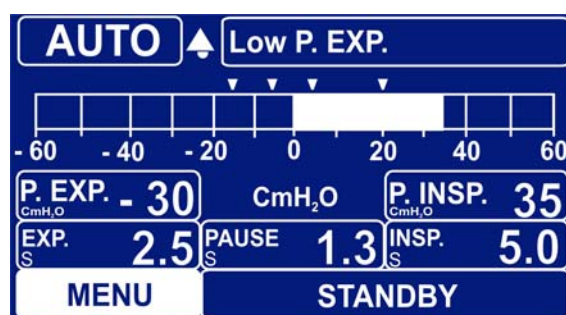 AUTO Low P. EXP.
- 60 - 40 - 20 0 20 40 60
P. EXP. CmH₂O - 30 CmH₂O P. INSP. CmH₂O 35
EXP. S 2.5 PAUSE S 1.3 INSP. S 5.0
MENU STANDBY